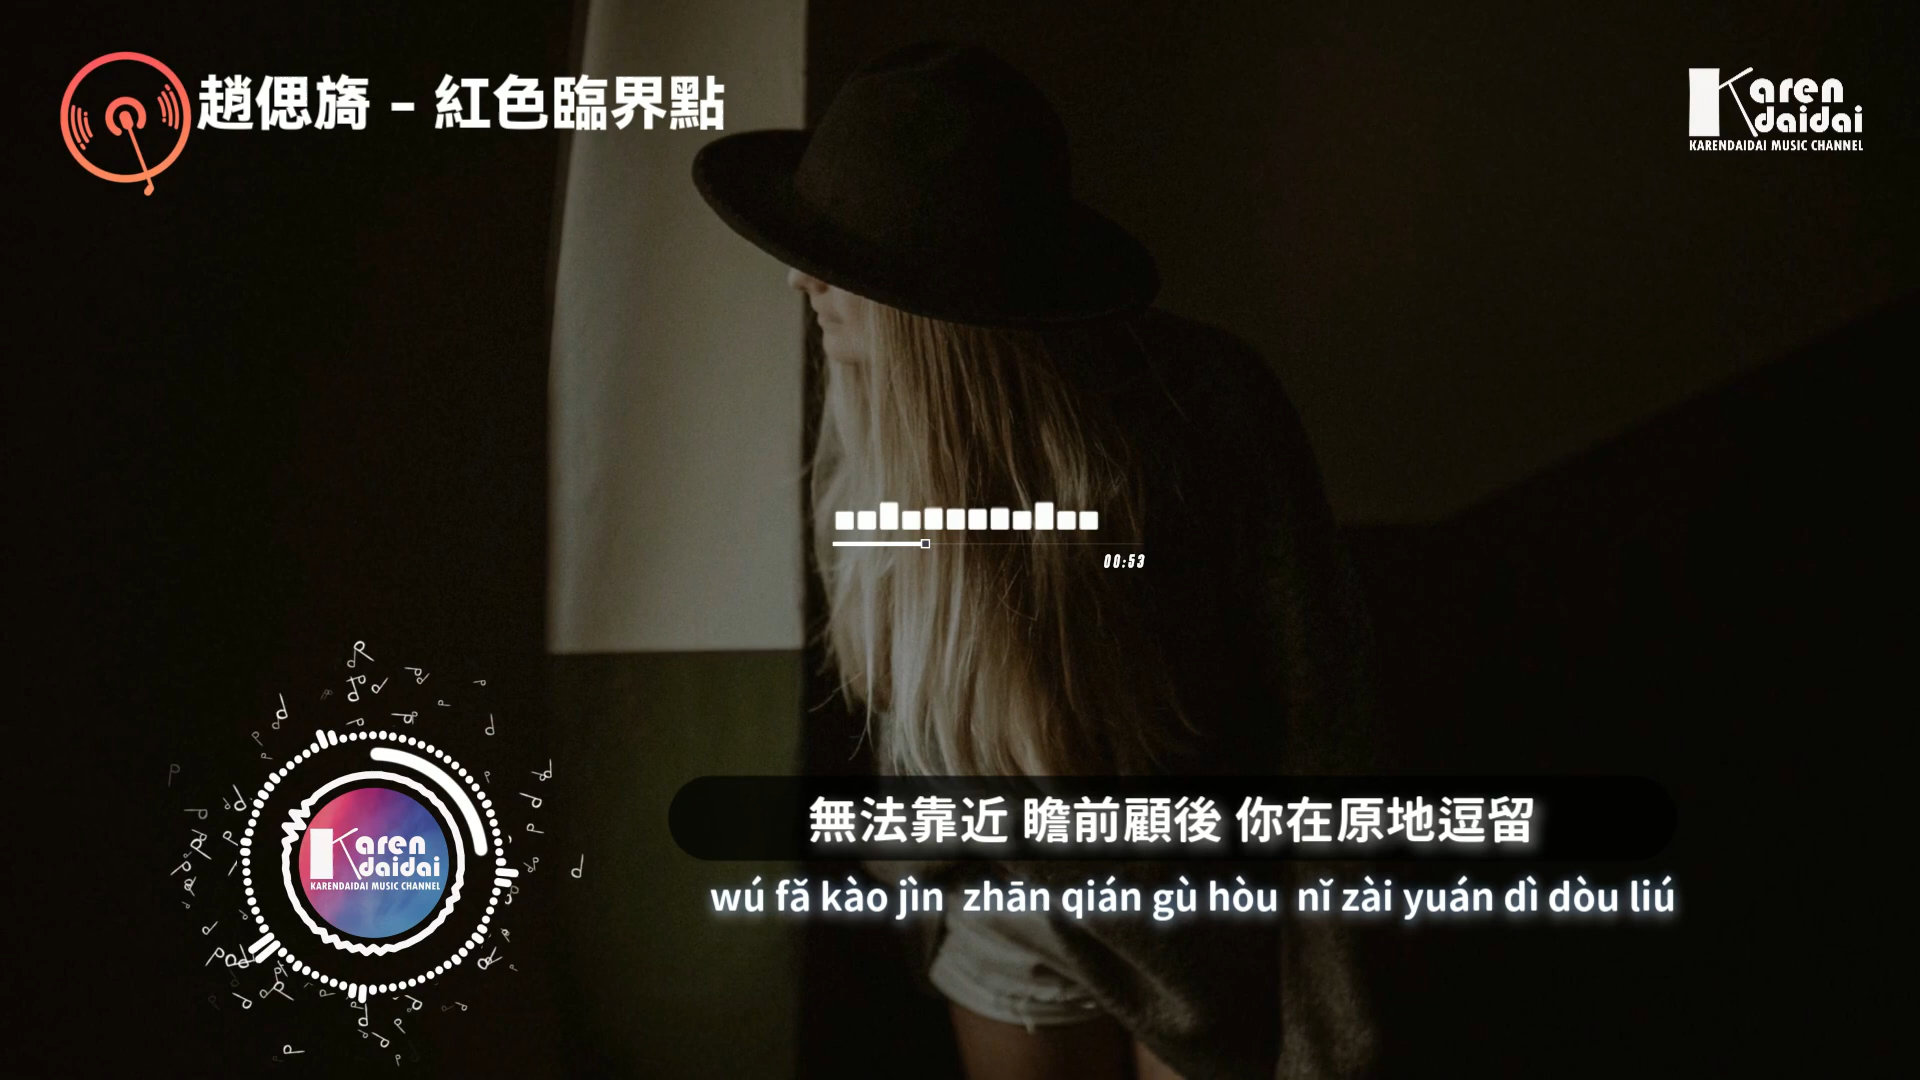 趙偲旖 – 紅色臨界點
Karen
daidai
KARENDAIDAI MUSIC CHANNEL
00:53
無法靠近 瞻前顧後 你在原地逗留
wú fǎ kào jìn zhān qián gù hòu nǐ zài yuán dì dòu liú
Karen
daidai
KARENDAIDAI MUSIC CHANNEL